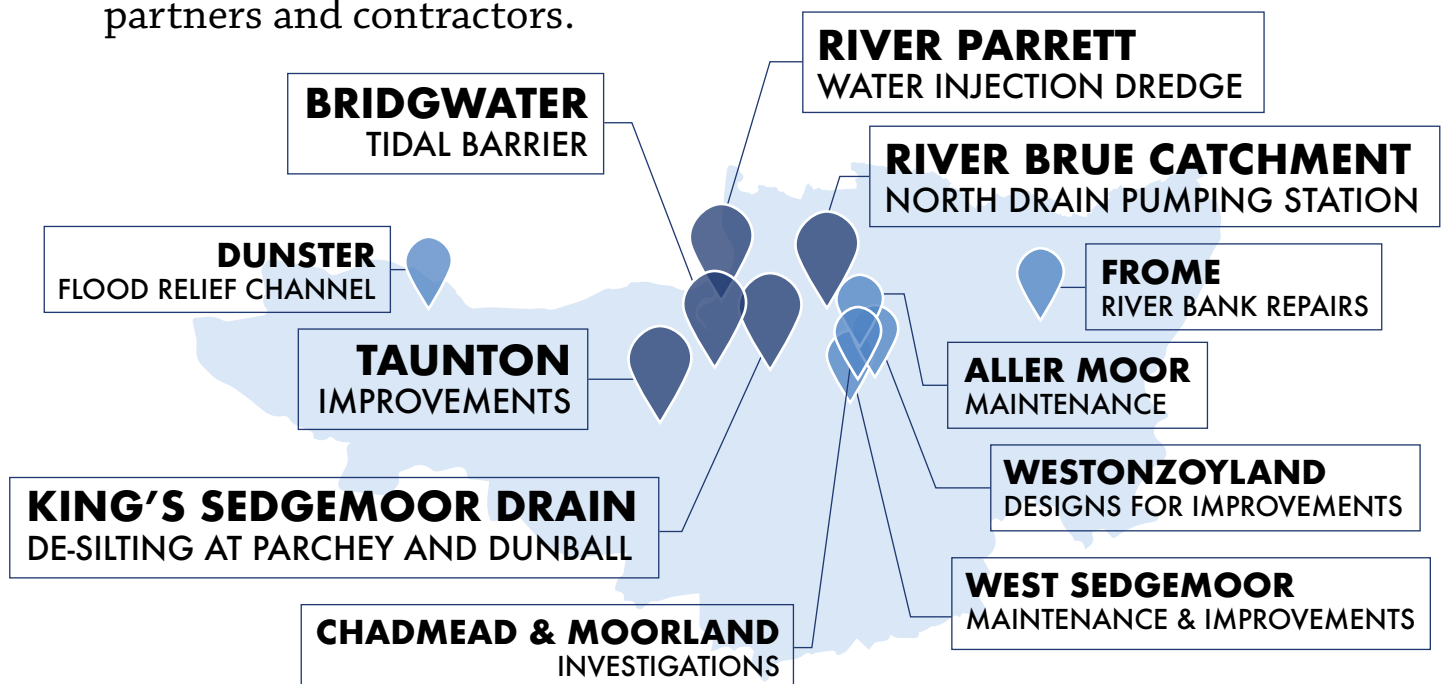 partners and contractors.
RIVER PARRETT
WATER INJECTION DREDGE
BRIDGWATER
TIDAL BARRIER
RIVER BRUE CATCHMENT
NORTH DRAIN PUMPING STATION
DUNSTER
FLOOD RELIEF CHANNEL
FROME
RIVER BANK REPAIRS
TAUNTON
IMPROVEMENTS
ALLER MOOR
MAINTENANCE
WESTONZOYLAND
DESIGNS FOR IMPROVEMENTS
KING’S SEDGEMOOR DRAIN
DE-SILTING AT PARCHEY AND DUNBALL
WEST SEDGEMOOR
MAINTENANCE & IMPROVEMENTS
CHADMEAD & MOORLAND
INVESTIGATIONS